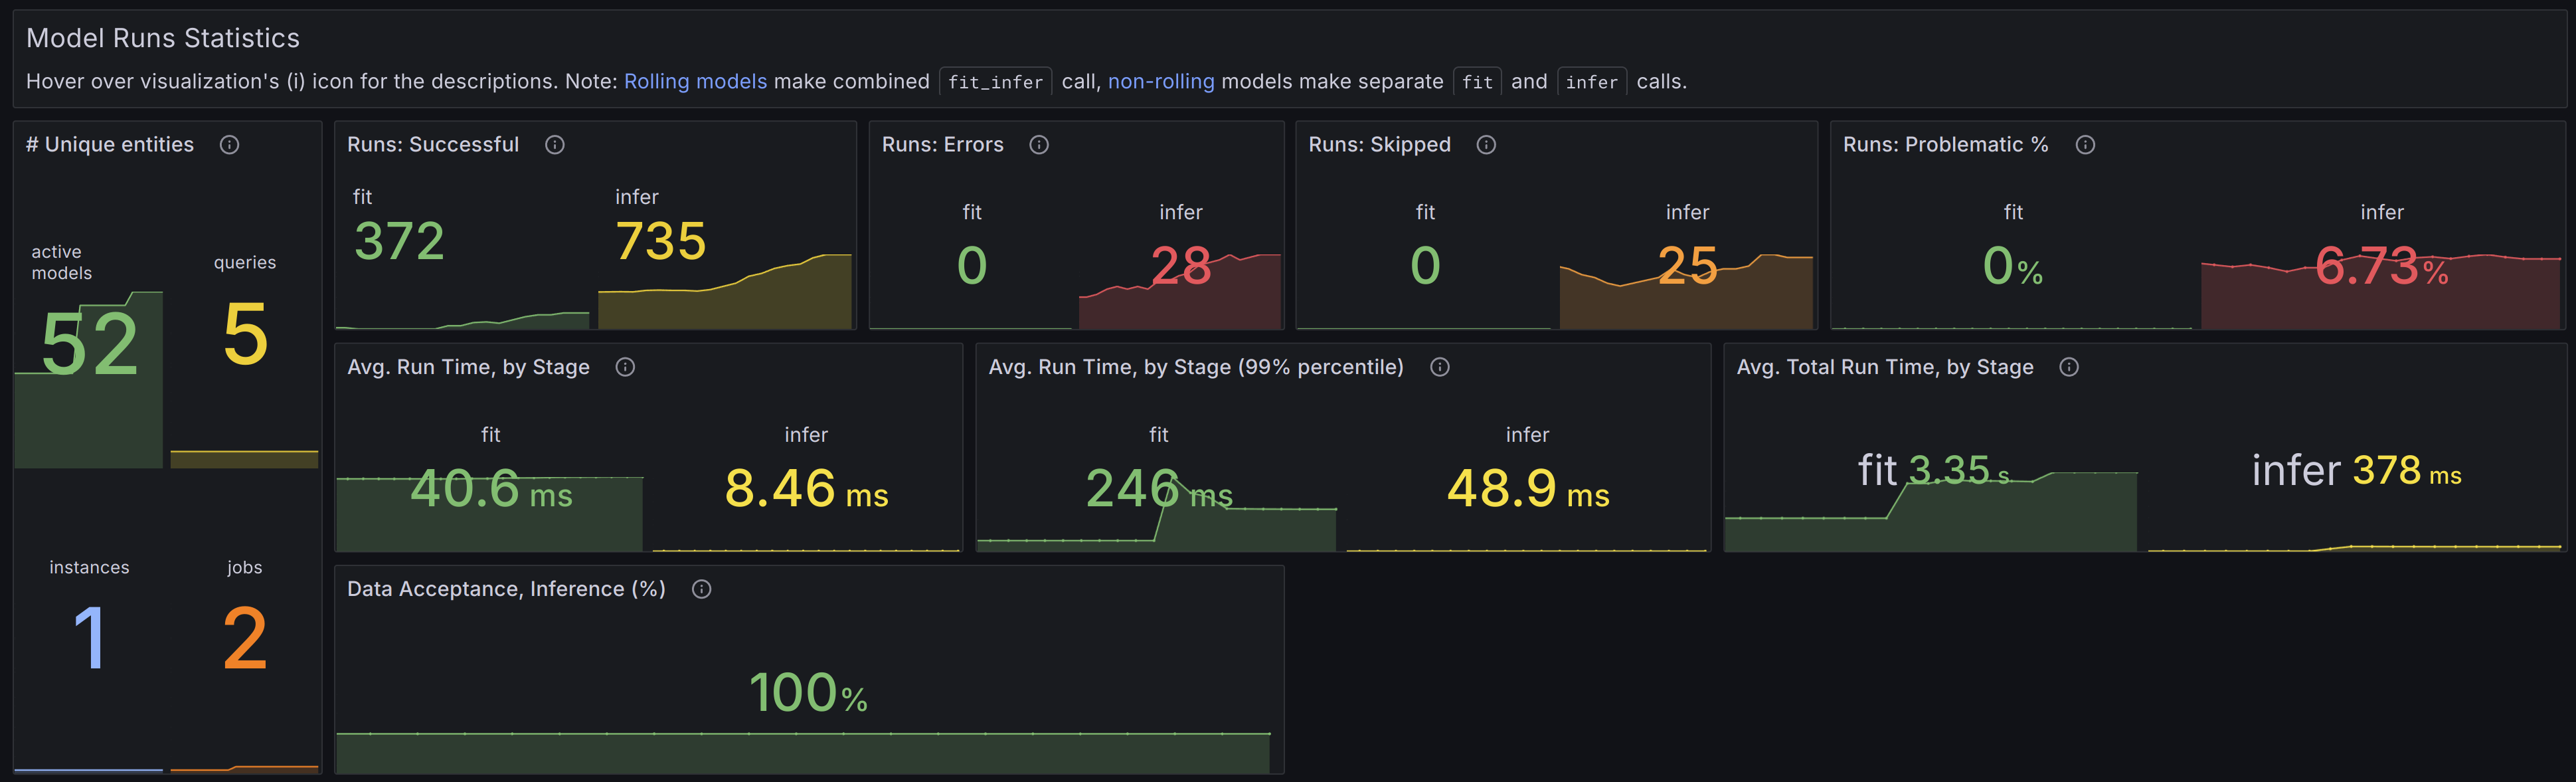 Model Runs Statistics
Hover over visualization's (i) icon for the descriptions. Note: Rolling models make combined fit_infer call, non-rolling models make separate fit and infer calls.
# Unique entities
active
models
52
queries
5
instances
1
jobs
2
Runs: Successful
fit
372
infer
735
Runs: Errors
fit
0
infer
28
Runs: Skipped
fit
0
infer
25
Runs: Problematic %
fit
0%
infer
6.73%
Avg. Run Time, by Stage
fit
40.6 ms
infer
8.46 ms
Avg. Run Time, by Stage (99% percentile)
fit
246 ms
infer
48.9 ms
Avg. Total Run Time, by Stage
fit 3.35 s
infer 378 ms
Data Acceptance, Inference (%)
100%